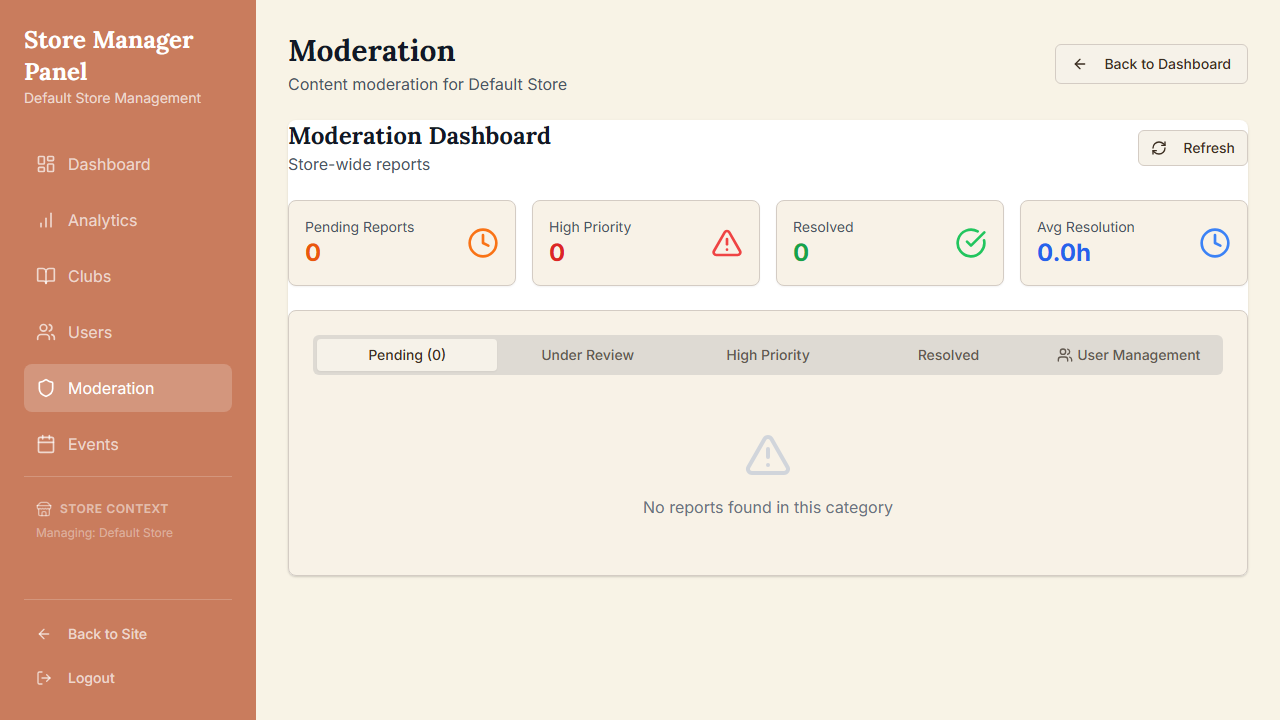 Store Manager
Panel
Default Store Management
Dashboard
Analytics
Clubs
Users
Moderation
Events
STORE CONTEXT
Managing: Default Store
Back to Site
Logout
Moderation
Content moderation for Default Store
Back to Dashboard
Moderation Dashboard
Store-wide reports
Refresh
Pending Reports
0
High Priority
0
Resolved
0
Avg Resolution
0.0h
Pending (0)
Under Review
High Priority
Resolved
User Management
No reports found in this category